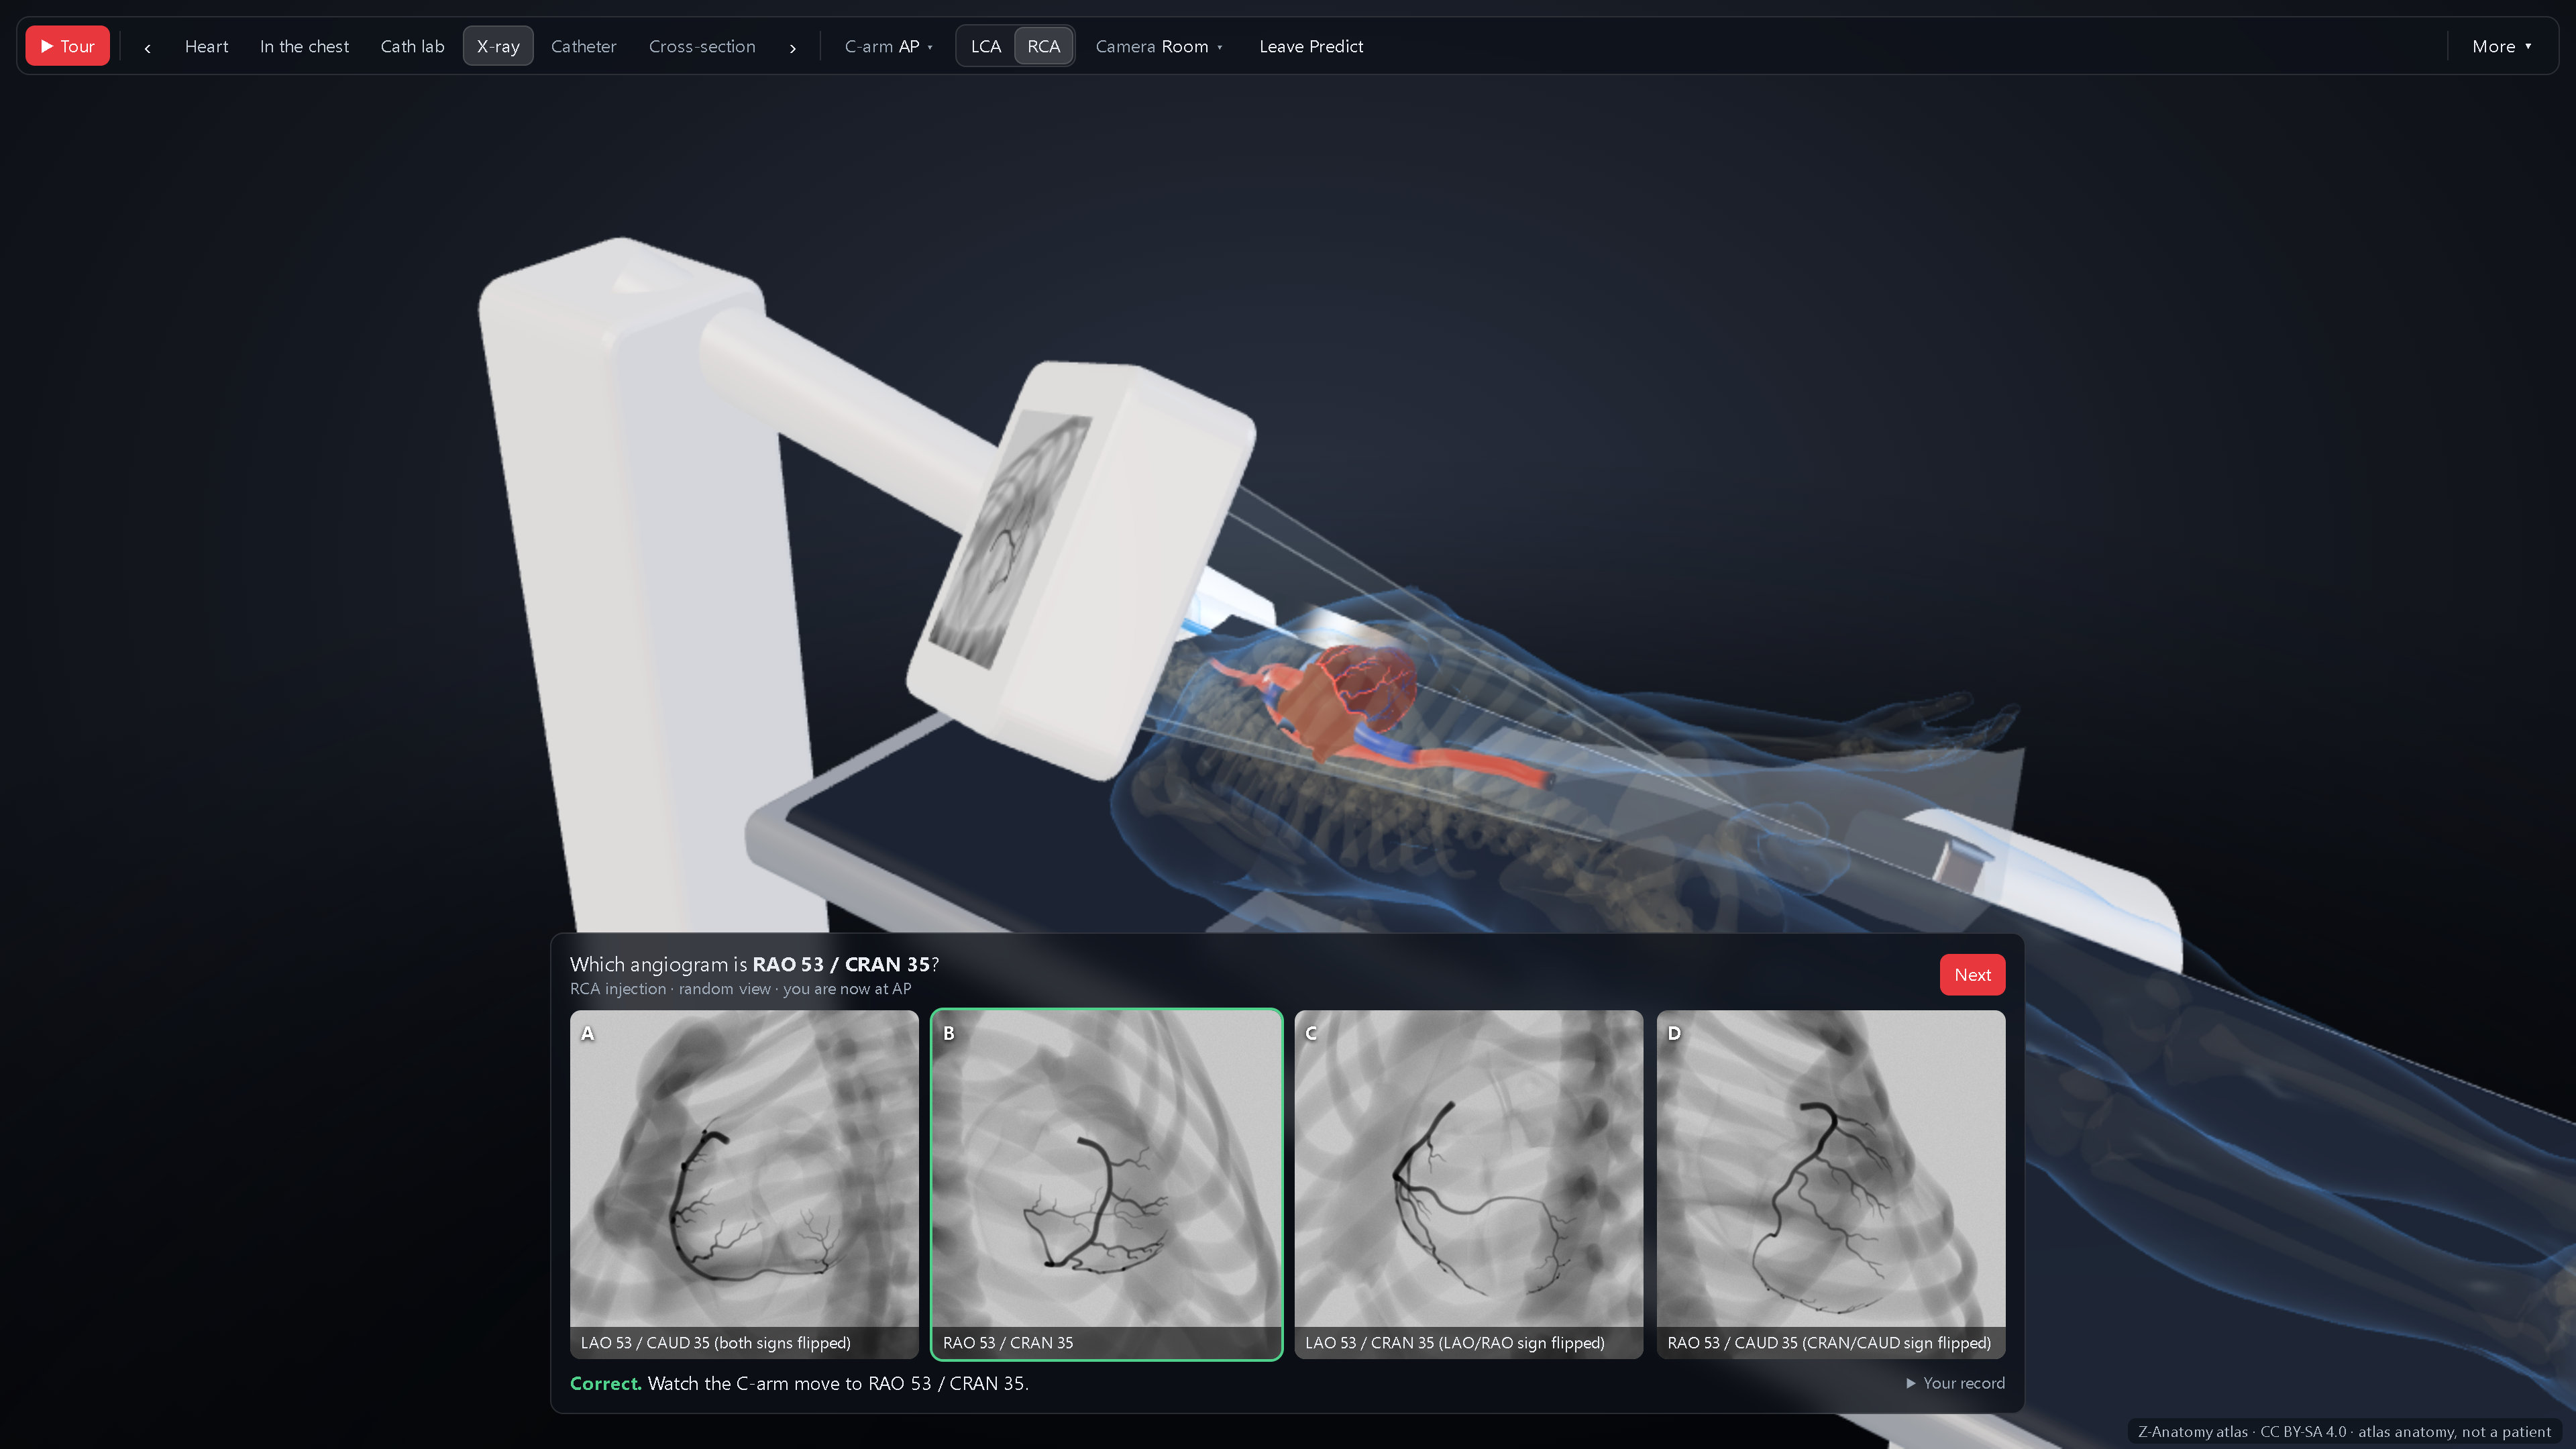 ▶ Tour ‹ Heart In the chest Cath lab X-ray Catheter Cross-section › C-arm AP ▾ LCA RCA Camera Room ▾ Leave Predict More ▾
Which angiogram is RAO 53 / CRAN 35?
RCA injection · random view · you are now at AP
Next
A
B
C
D
LAO 53 / CAUD 35 (both signs flipped)
RAO 53 / CRAN 35
LAO 53 / CRAN 35 (LAO/RAO sign flipped)
RAO 53 / CAUD 35 (CRAN/CAUD sign flipped)
Correct. Watch the C-arm move to RAO 53 / CRAN 35.
▶ Your record
Z-Anatomy atlas · CC BY-SA 4.0 · atlas anatomy, not a patient